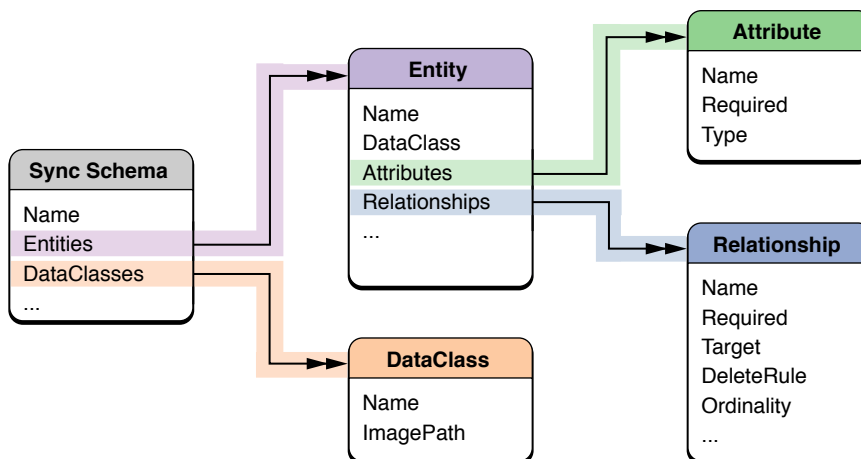 Sync Schema
Name
Entities
DataClasses
...
Entity
Name
DataClass
Attributes
Relationships
...
DataClass
Name
ImagePath
Attribute
Name
Required
Type
Relationship
Name
Required
Target
DeleteRule
Ordinality
...